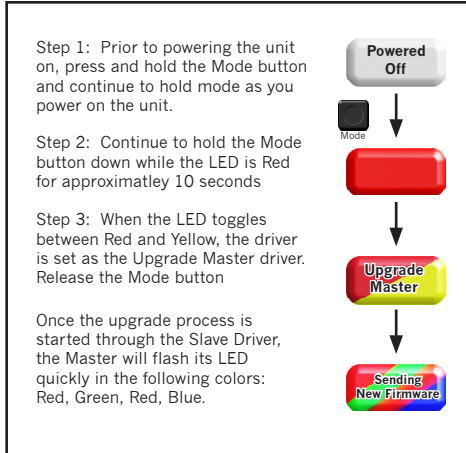 Step 1: Prior to powering the unit
on, press and hold the Mode button
and continue to hold mode as you
power on the unit.
Step 2: Continue to hold the Mode
button down while the LED is Red
for approximatley 10 seconds
Step 3: When the LED toggles
between Red and Yellow, the driver
is set as the Upgrade Master driver.
Release the Mode button
Once the upgrade process is
started through the Slave Driver,
the Master will flash its LED
quickly in the following colors:
Red, Green, Red, Blue.
Powered
Off
Mode
Upgrade
Master
Sending
New Firmware